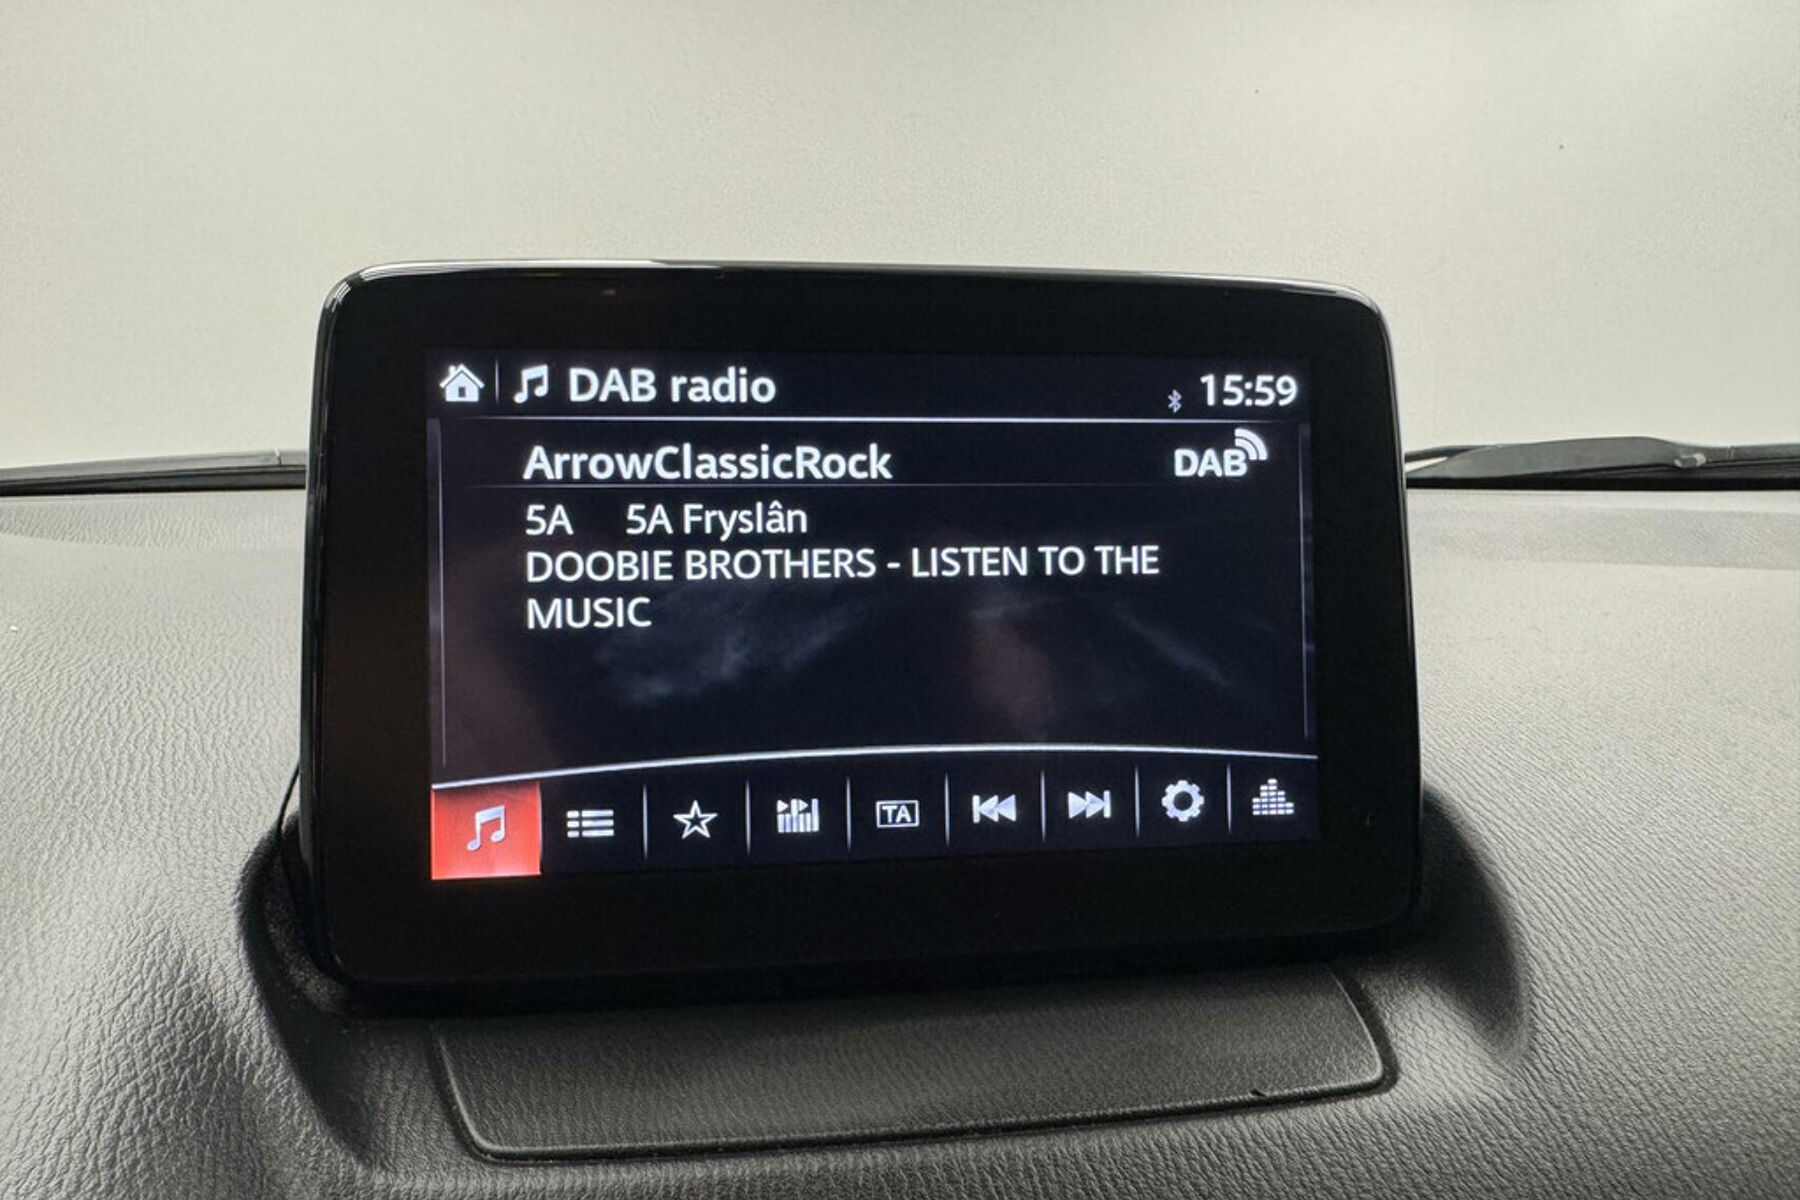 DAB radio 15:59
ArrowClassicRock DAB
5A 5A Fryslân
DOOBIE BROTHERS - LISTEN TO THE
MUSIC
TA